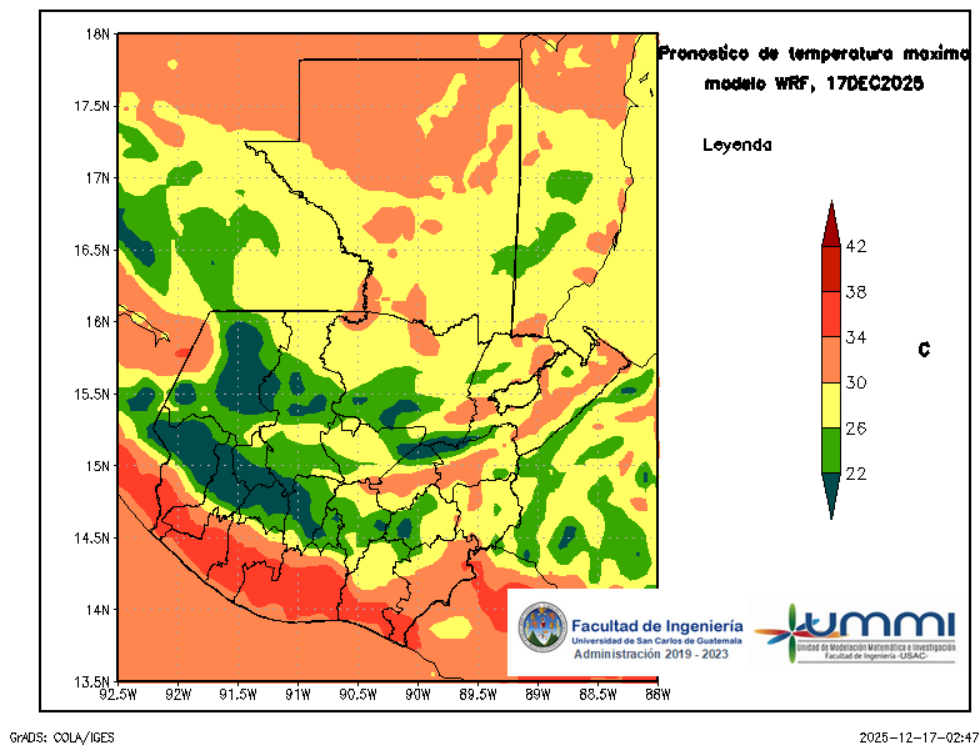 Pronostico de temperatura maxima
modelo WRF, 17DEC2025
Leyenda
18N
17.5N
17N
16.5N
16N
15.5N
15N
14.5N
14N
13.5N
92.5W 92W 91.5W 91W 90.5W 90W 89.5W 89W 88.5W 88W
42
38
34
30
26
22
C
Facultad de Ingeniería
Universidad de San Carlos de Guatemala
Administración 2019 - 2023
ummi
Unidad de Modelación Matemática e Investigación
Facultad de Ingeniería -USAC-
GrADS: COLA/IGES
2025-12-17-02:47